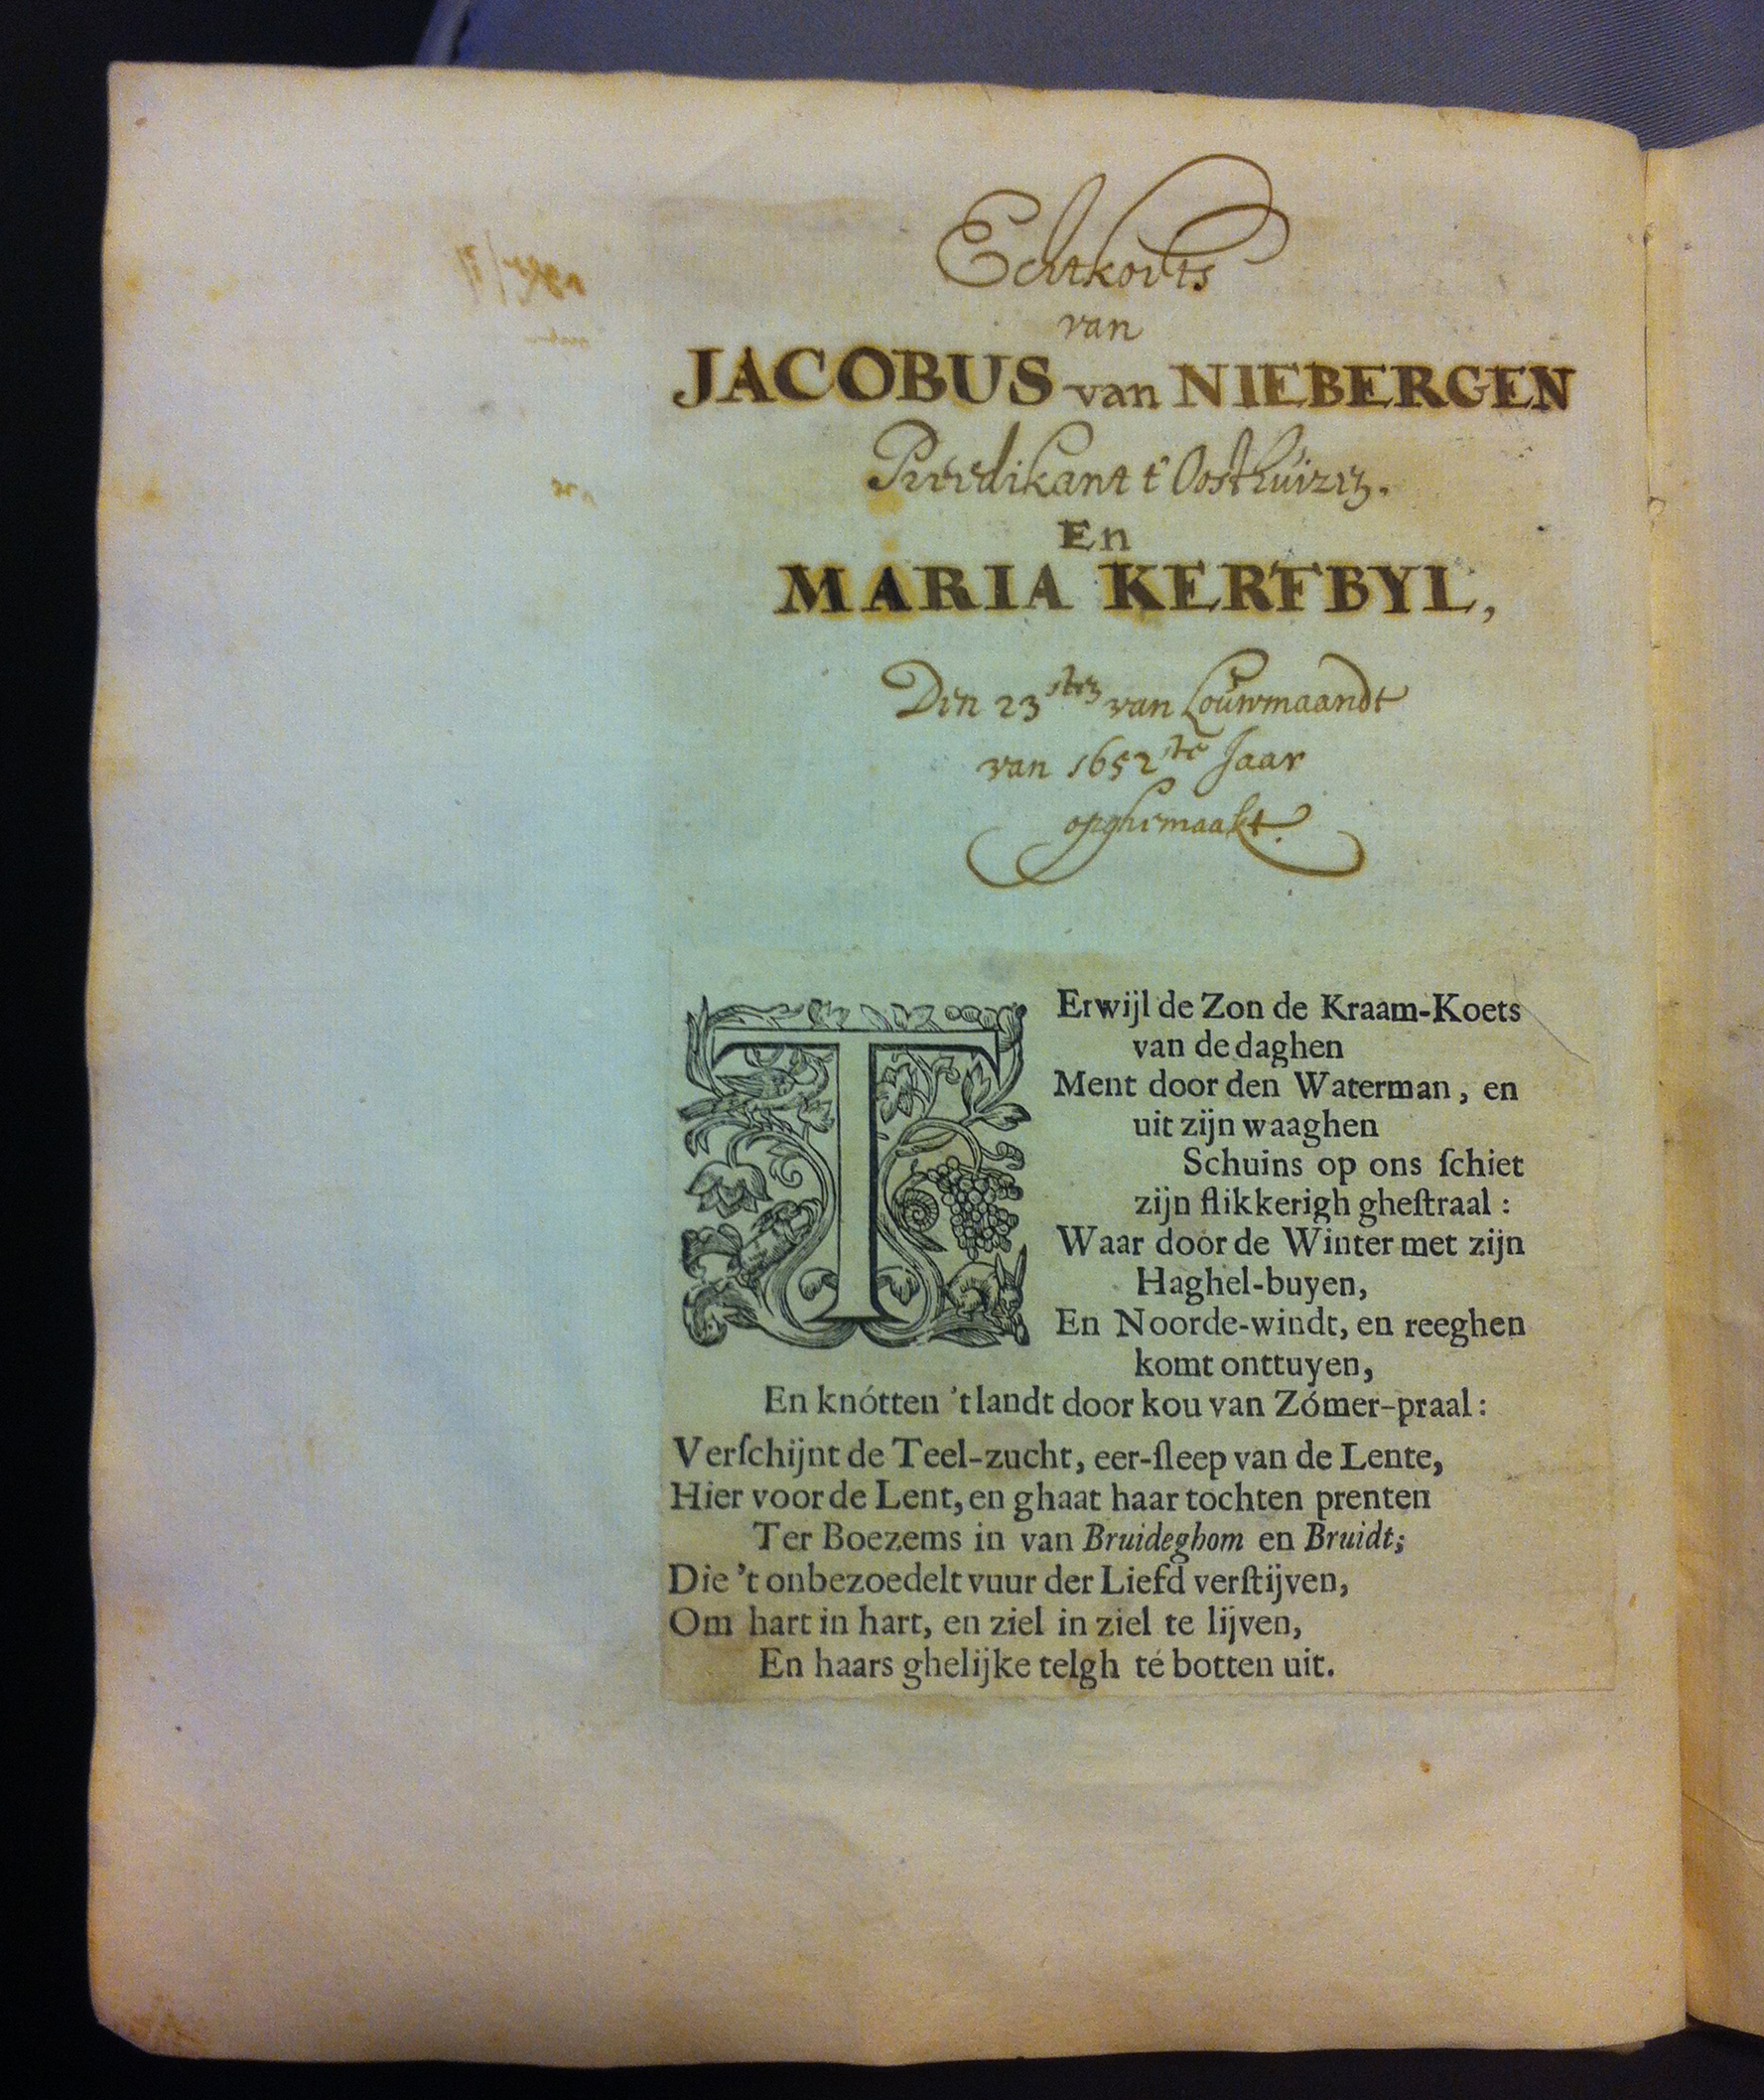 Echtkoorts
van
JACOBUS van NIEBERGEN
Preedikant t' Oosthuizen.
En
MARIA KERFBYL,
Den 23sten van Louwmaandt
van 1652ste Jaar
opghemaakt.
TErwijl de Zon de Kraam-Koets
van de daghen
Ment door den Waterman, en
uit zijn waaghen
Schuins op ons ſchiet
zijn flikkerigh gheſtraal:
Waar door de Winter met zijn
Haghel-buyen,
En Noorde-windt, en reeghen
komt onttuyen,
En knótten 't landt door kou van Zómer-praal:
Verſchijnt de Teel-zucht, eer-ſleep van de Lente,
Hier voor de Lent, en ghaat haar tochten prenten
Ter Boezems in van Bruideghom en Bruidt;
Die 't onbezoedelt vuur der Liefd verſtijven,
Om hart in hart, en ziel in ziel te lijven,
En haars ghelijke telgh te botten uit.